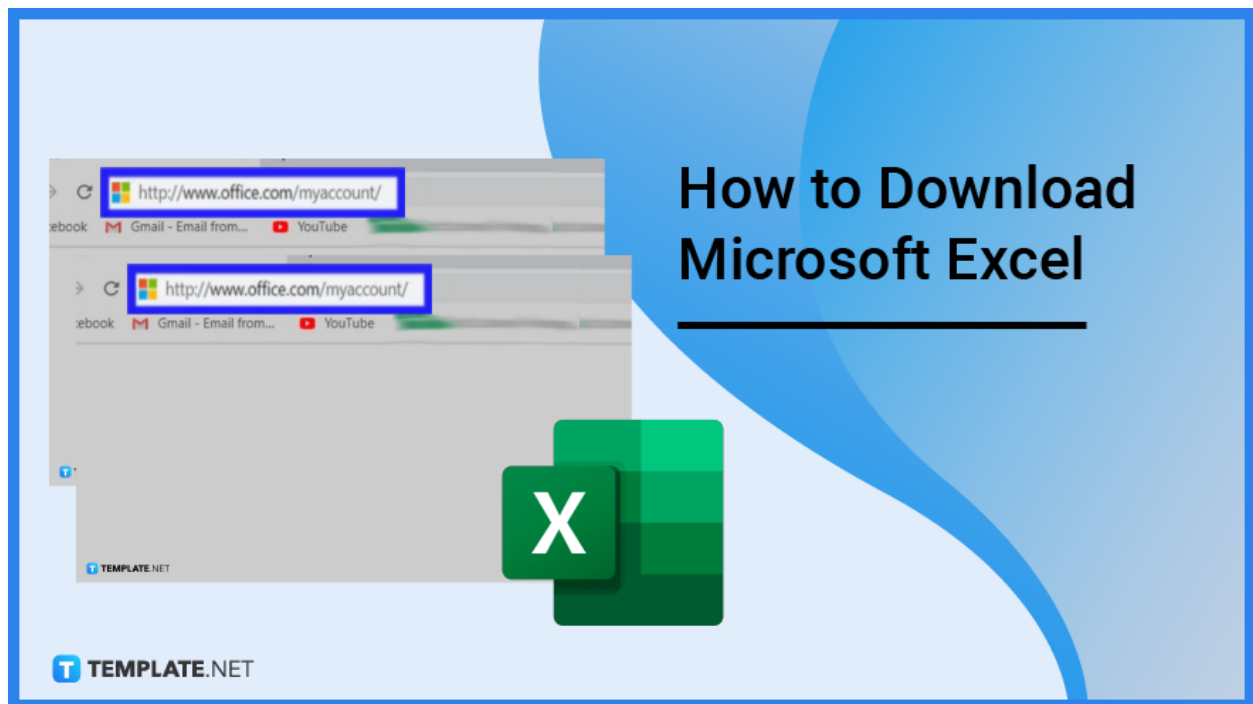 How to Download
Microsoft Excel
http://www.office.com/myaccount/
ebook Gmail - Email from... YouTube
http://www.office.com/myaccount/
ebook Gmail - Email from... YouTube
X
T TEMPLATE.NET
T TEMPLATE.NET